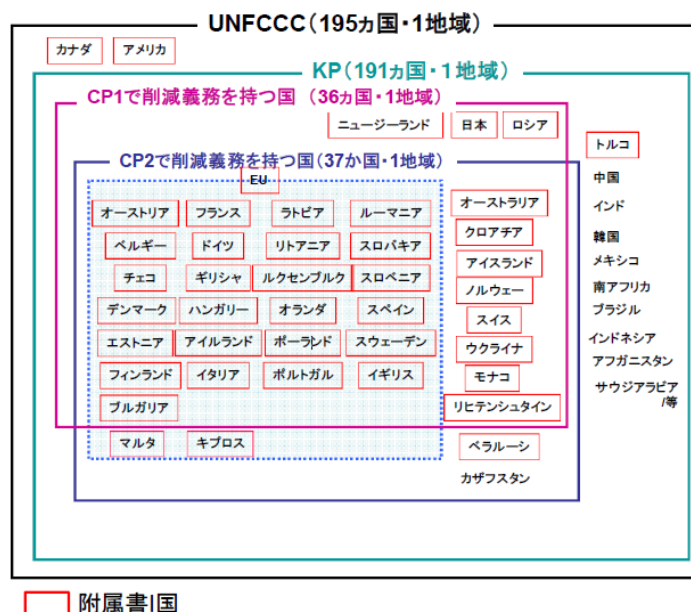 UNFCCC(195ヵ国・1地域)
カナダ アメリカ
KP(191ヵ国・1地域)
CP1で削減義務を持つ国 (36ヵ国・1地域)
ニュージーランド 日本 ロシア
トルコ
CP2で削減義務を持つ国(37か国・1地域)
EU
中国
オーストリア フランス ラトビア ルーマニア オーストラリア
インド
ベルギー ドイツ リトアニア スロバキア クロアチア
韓国
チェコ ギリシャ ルクセンブルク スロベニア アイスランド
メキシコ
デンマーク ハンガリー オランダ スペイン ノルウェー
南アフリカ
ブラジル
エストニア アイルランド ポーランド スウェーデン スイス
インドネシア
ウクライナ
アフガニスタン
フィンランド イタリア ポルトガル イギリス モナコ
サウジアラビア
/等
ブルガリア リヒテンシュタイン
マルタ キプロス ベラルーシ
カザフスタン
附属書I国